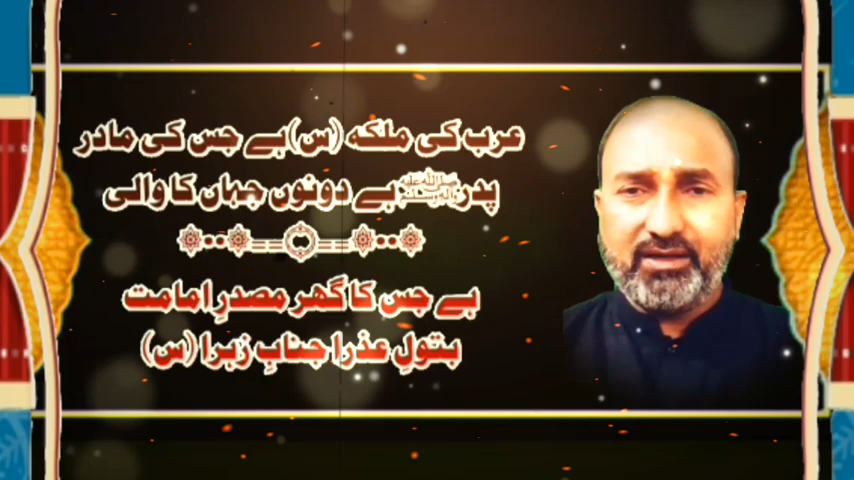 عرب کی ملکہ (س) ہے جس کی مادر
پدر ﷺ ہے دونوں جہاں کا والی
ہے جس کا گھر مصدرِ امامت
بتولِ عذرا جنابِ زہرا (س)